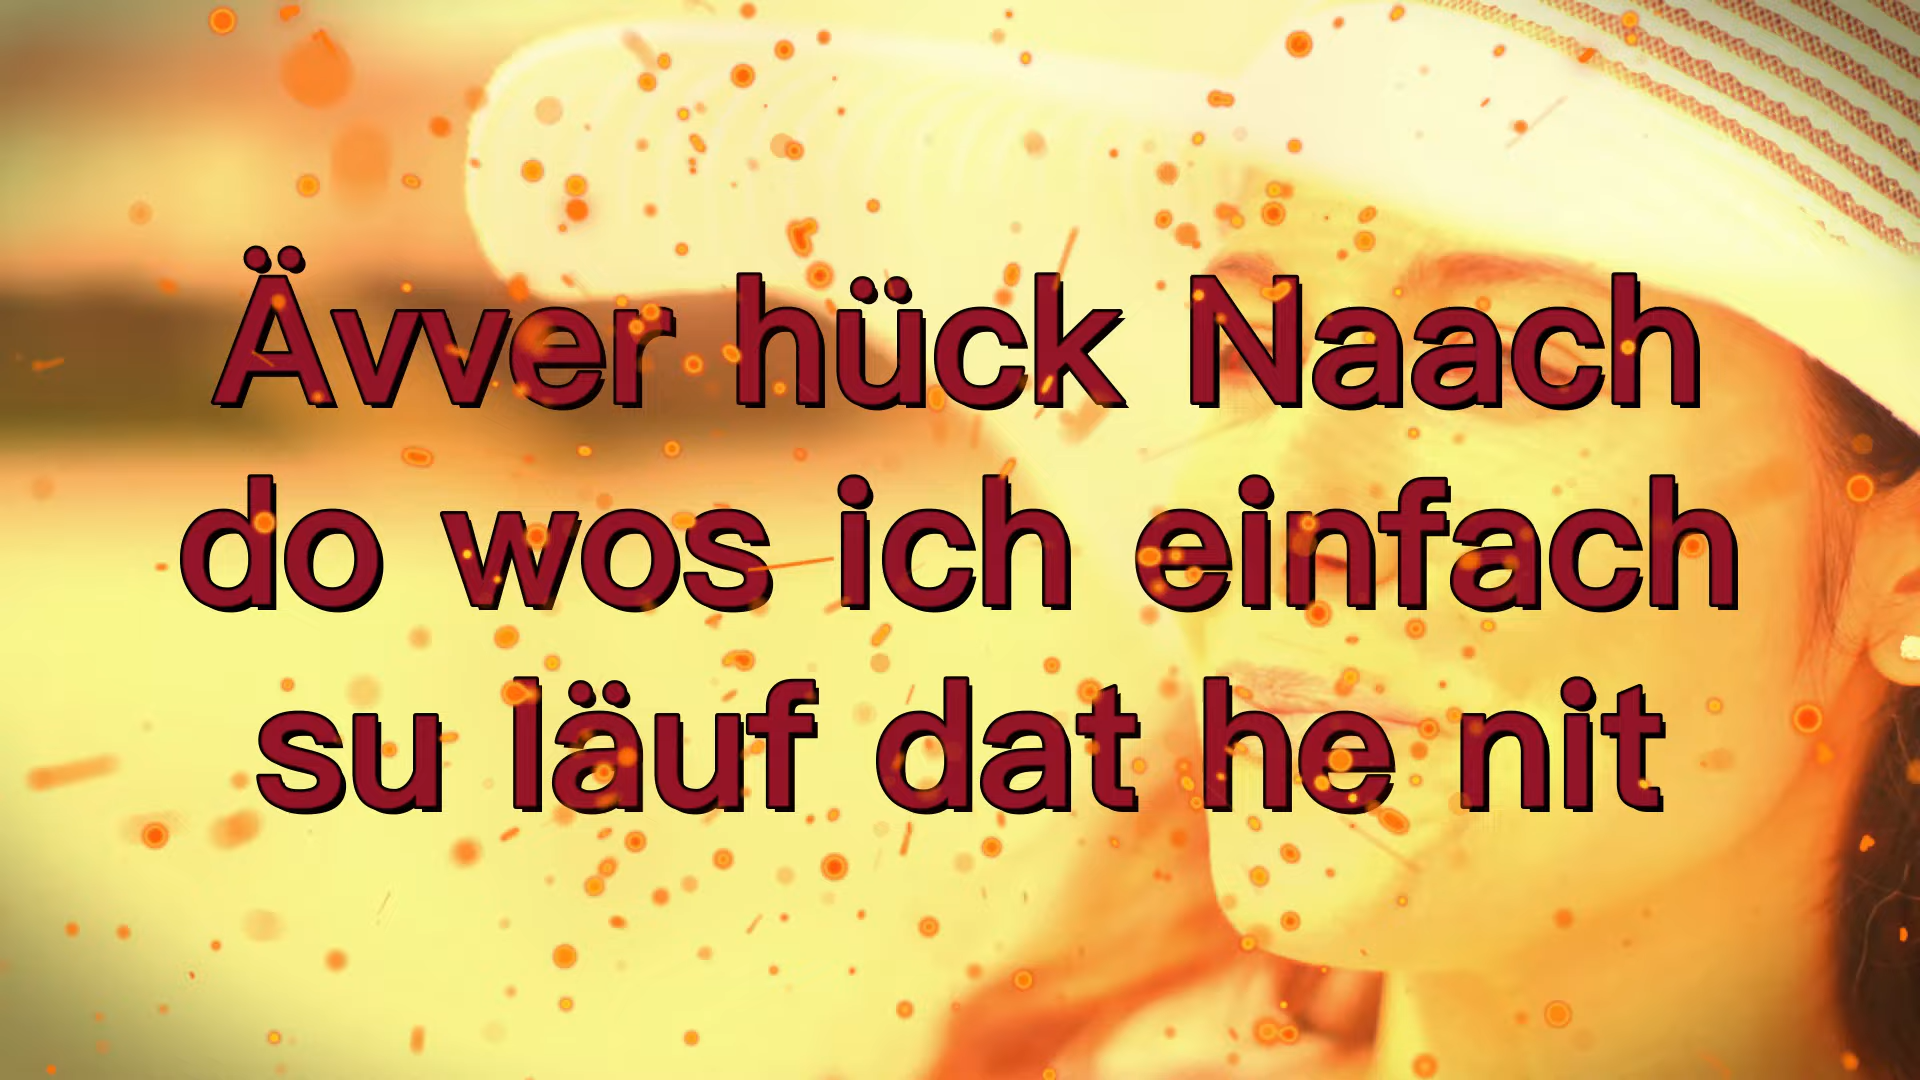 Ävver hück Naach
do wos ich einfach
su läuf dat he nit